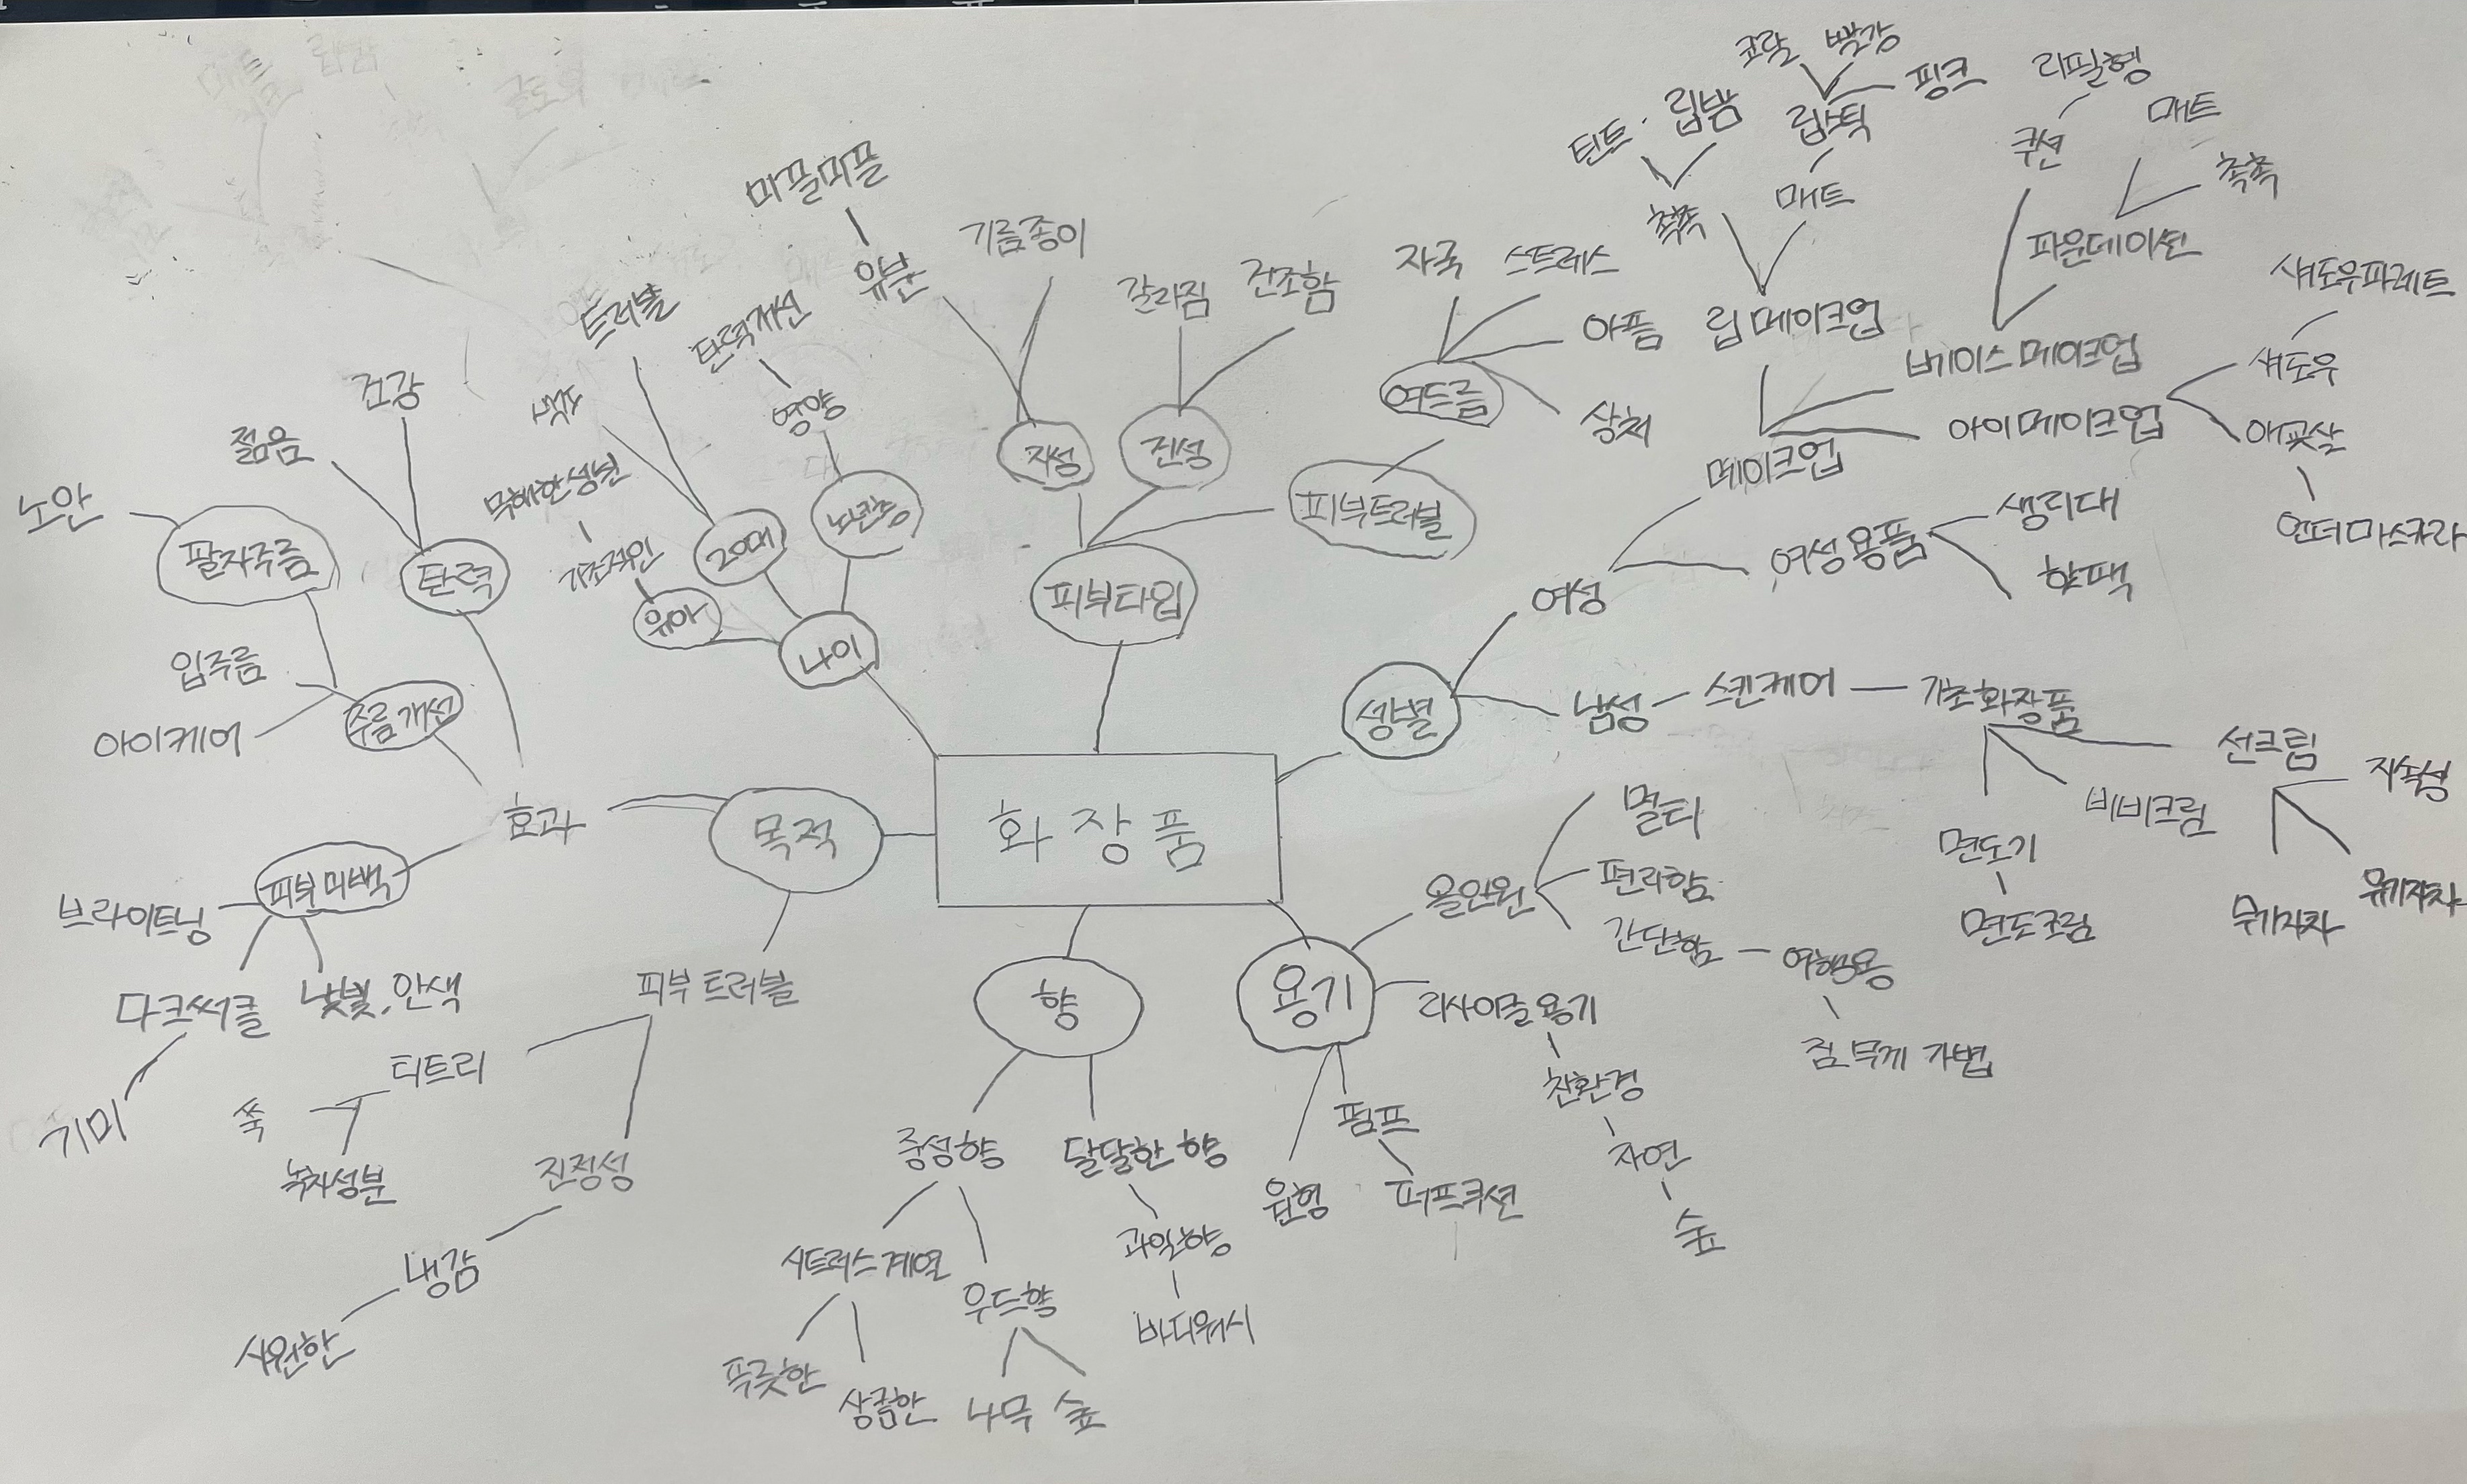 코랄 빨강
핑크
리필형
틴트 · 립밤
립스틱
매트
쿠션
촉촉
마끌미끌
기름종이
촉촉
매트
파운데이션
유분
갈라짐 건조함
자국 스트레스
섀도우파레트
트러블
탄력개선
아픔
립 메이크업
베이스메이크업
섀도우
건강
영양
여드름
상처
아이메이크업
애교살
젊음
지성
건성
메이크업
노안
무해한성분
20대
피부트러블
생리대
언더마스카라
팔자주름
탄력
여성용품
핫팩
유아
피부타입
여성
나이
입주름
주름개선
성별
남성
스킨케어
기초화장품
아이케어
선크림
지속성
효과
목적
화장품
멀티
비비크림
면도기
피부미백
올인원
편리함
브라이트닝
무기자차
유기자차
간단함
여행용
면도크림
다크써클
낯빛, 안색
피부트러블
향
용기
리사이클용기
짐무게 가볍
티트리
친환경
기미
쑥
펌프
녹차성분
진정성
중성향
달달한 향
자연
원형
퍼프쿠션
숲
냉감
시트러스계열
과일향
우드향
시원한
바디워시
푸릇한
상큼한
나무 숲